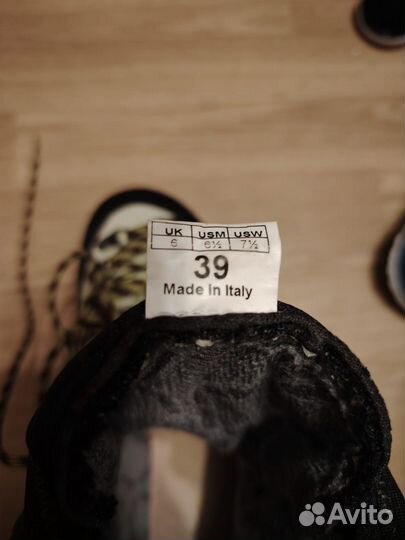 UK USM USW
6 6½ 7½
39
Made in Italy
Avito